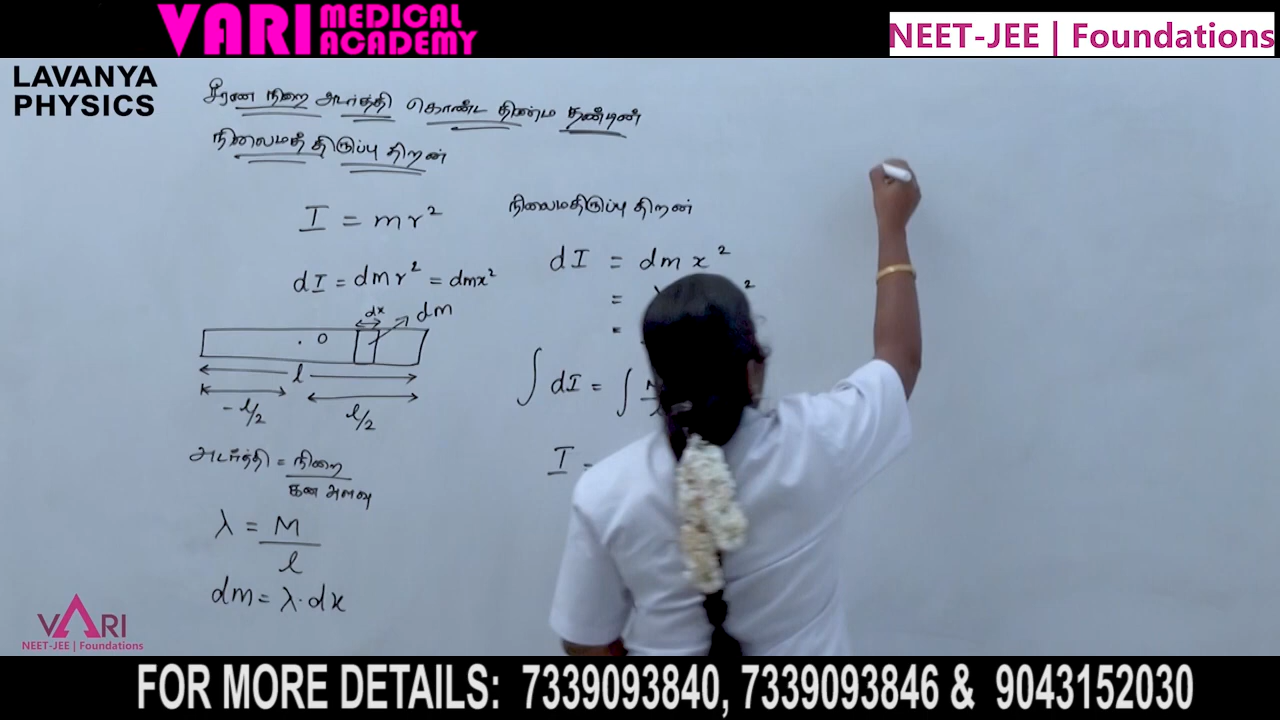 VARI MEDICAL ACADEMY
NEET-JEE | Foundations
LAVANYA PHYSICS
சீரான நிறை அடர்த்தி கொண்ட திண்ம தண்டின்
நிலைமத் திருப்பு திறன்
I = mr²
dI = dmr² = dmx²
dx
dm
. o
l
-l/2
l/2
அடர்த்தி = நிறை
கன அளவு
λ = M
l
dm = λ·dx
நிலைமதிருப்பு திறன்
dI = dm x²
= 2
=
∫ dI = ∫
I =
VARI
NEET-JEE | Foundations
FOR MORE DETAILS: 7339093840, 7339093846 & 9043152030